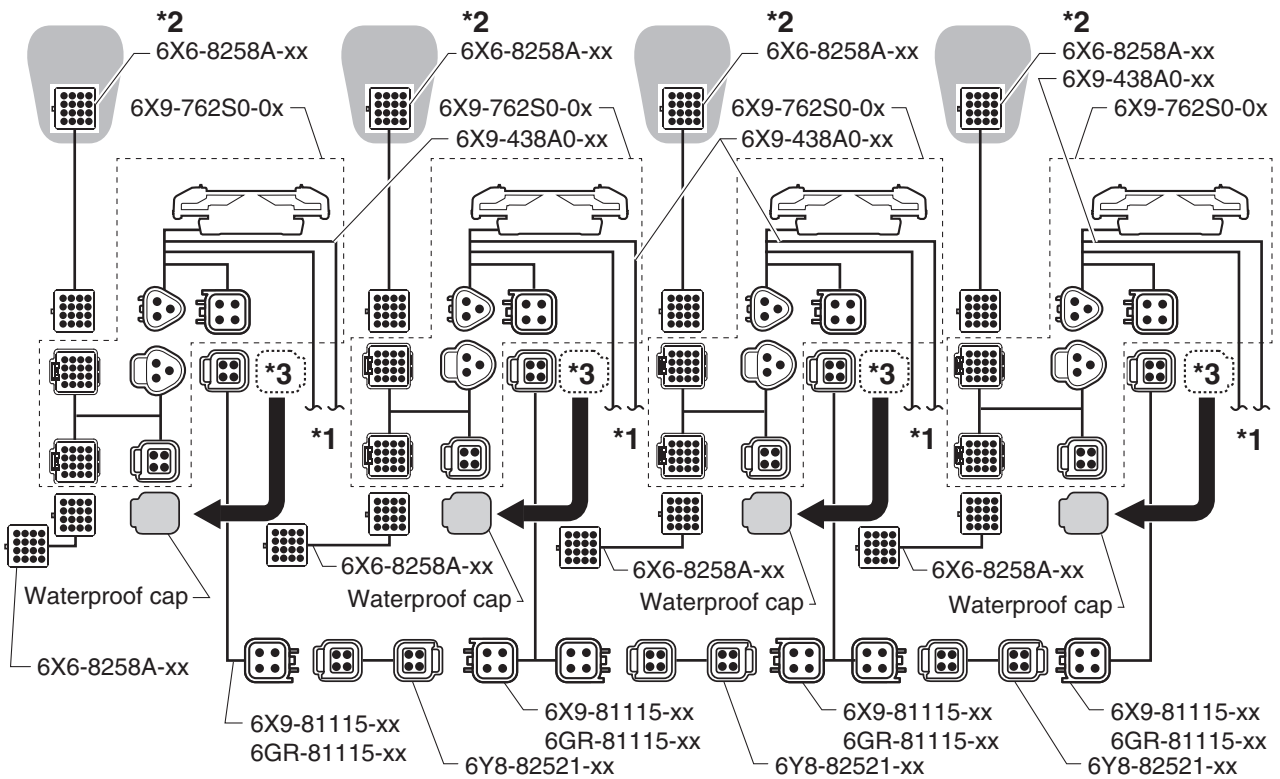 *2 *2 *2 *2
6X6-8258A-xx 6X6-8258A-xx 6X6-8258A-xx 6X6-8258A-xx
6X9-438A0-xx
6X9-762S0-0x 6X9-762S0-0x 6X9-762S0-0x 6X9-762S0-0x
6X9-438A0-xx 6X9-438A0-xx
*3 *3 *3 *3
*1 *1 *1 *1
6X6-8258A-xx 6X6-8258A-xx 6X6-8258A-xx
Waterproof cap Waterproof cap Waterproof cap Waterproof cap
6X6-8258A-xx
6X9-81115-xx 6X9-81115-xx 6X9-81115-xx 6X9-81115-xx
6GR-81115-xx 6GR-81115-xx 6GR-81115-xx 6GR-81115-xx
6Y8-82521-xx 6Y8-82521-xx 6Y8-82521-xx